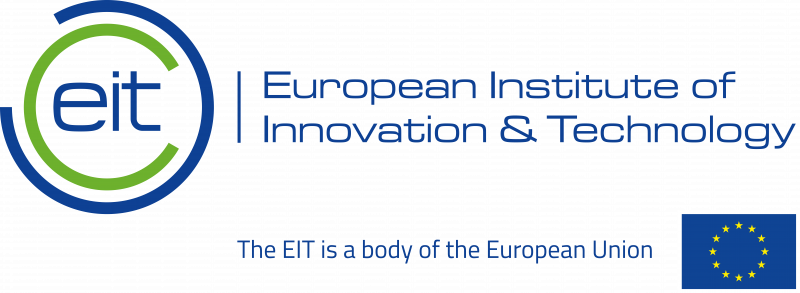 eit
European Institute of
Innovation & Technology
The EIT is a body of the European Union